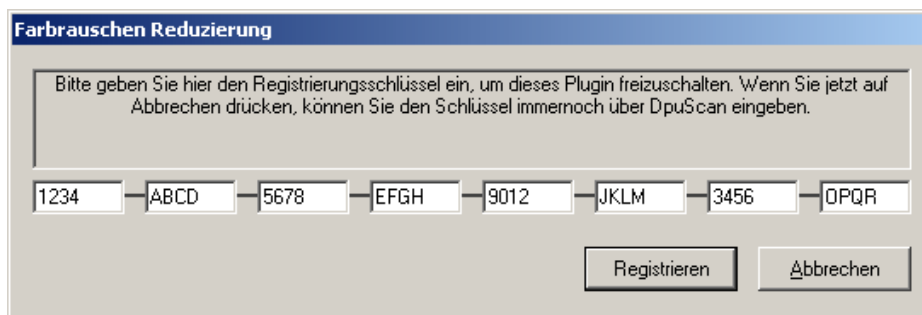 Farbrauschen Reduzierung
Bitte geben Sie hier den Registrierungsschlüssel ein, um dieses Plugin freizuschalten. Wenn Sie jetzt auf
Abbrechen drücken, können Sie den Schlüssel immernoch über DpuScan eingeben.
1234 ABCD 5678 EFGH 9012 JKLM 3456 OPQR
Registrieren Abbrechen